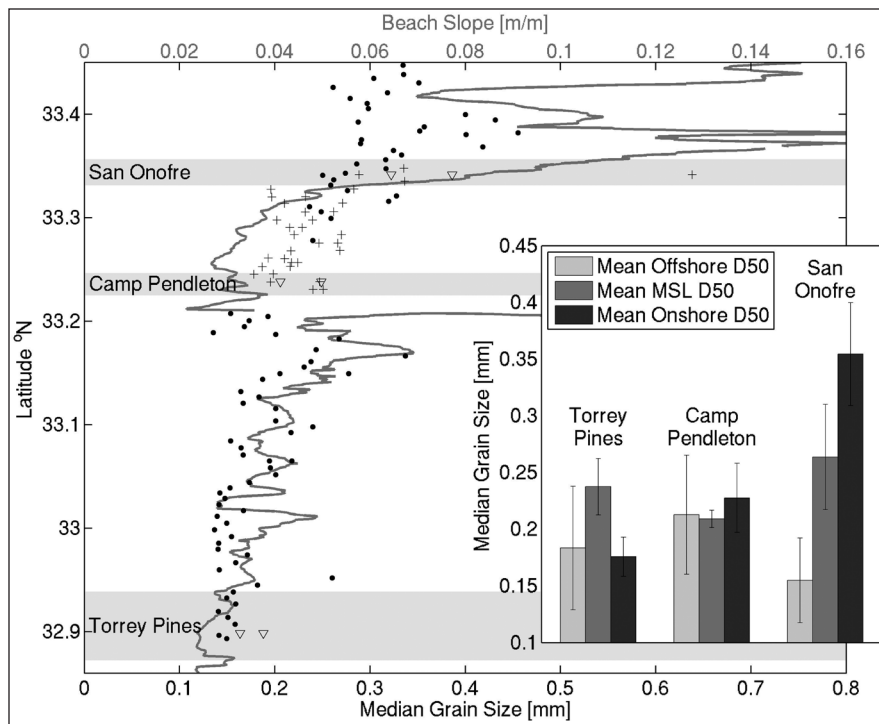 Beach Slope [m/m]
0 0.02 0.04 0.06 0.08 0.1 0.12 0.14 0.16
33.4
33.3
33.2
33.1
33
32.9
Latitude °N
San Onofre
Camp Pendleton
Torrey Pines
0 0.1 0.2 0.3 0.4 0.5 0.6 0.7 0.8
Median Grain Size [mm]
0.45
0.4
0.35
0.3
0.25
0.2
0.15
0.1
Median Grain Size [mm]
Mean Offshore D50
Mean MSL D50
Mean Onshore D50
San
Onofre
Torrey
Pines
Camp
Pendleton